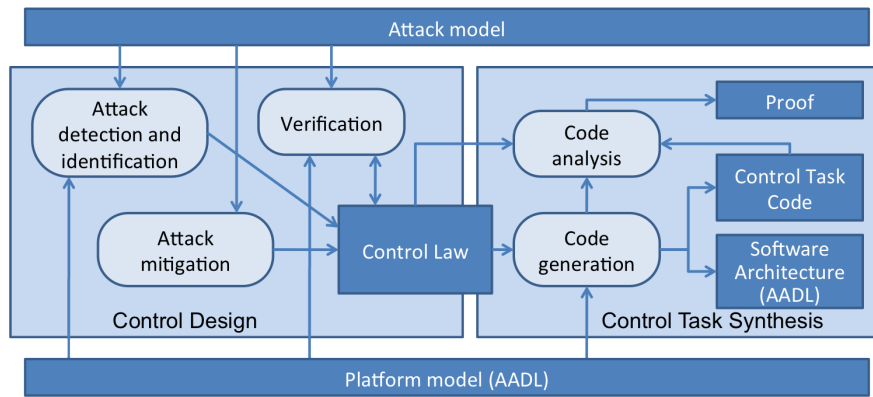 Attack model
Attack
detection and
identification
Verification
Attack
mitigation
Control Law
Control Design
Code
analysis
Proof
Control Task
Code
Code
generation
Software
Architecture
(AADL)
Control Task Synthesis
Platform model (AADL)